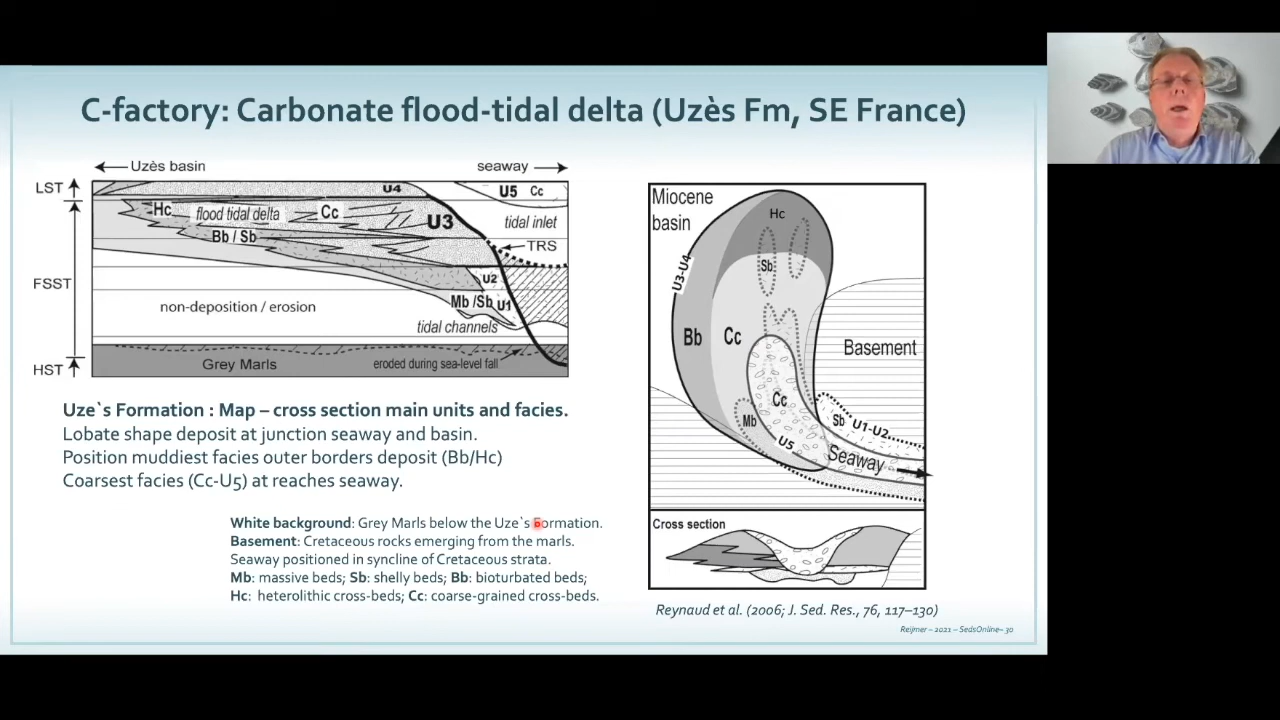 C-factory: Carbonate flood-tidal delta (Uzès Fm, SE France)
Uzès basin
seaway
LST
FSST
HST
U4
U5 Cc
Hc
flood tidal delta
Cc
U3
tidal inlet
Bb / Sb
TRS
U2
Mb /Sb U1
non-deposition / erosion
tidal channels
Grey Marls
eroded during sea-level fall
Miocene
basin
Hc
U3-U4
Sb
Bb
Cc
Basement
Cc
Mb
Sb
U1-U2
U5
Seaway
Cross section
Uze`s Formation : Map – cross section main units and facies.
Lobate shape deposit at junction seaway and basin.
Position muddiest facies outer borders deposit (Bb/Hc)
Coarsest facies (Cc-U5) at reaches seaway.
White background: Grey Marls below the Uze`s Formation.
Basement: Cretaceous rocks emerging from the marls.
Seaway positioned in syncline of Cretaceous strata.
Mb: massive beds; Sb: shelly beds; Bb: bioturbated beds;
Hc: heterolithic cross-beds; Cc: coarse-grained cross-beds.
Reynaud et al. (2006; J. Sed. Res., 76, 117–130)
Reijmer – 2021 – SedsOnline– 30